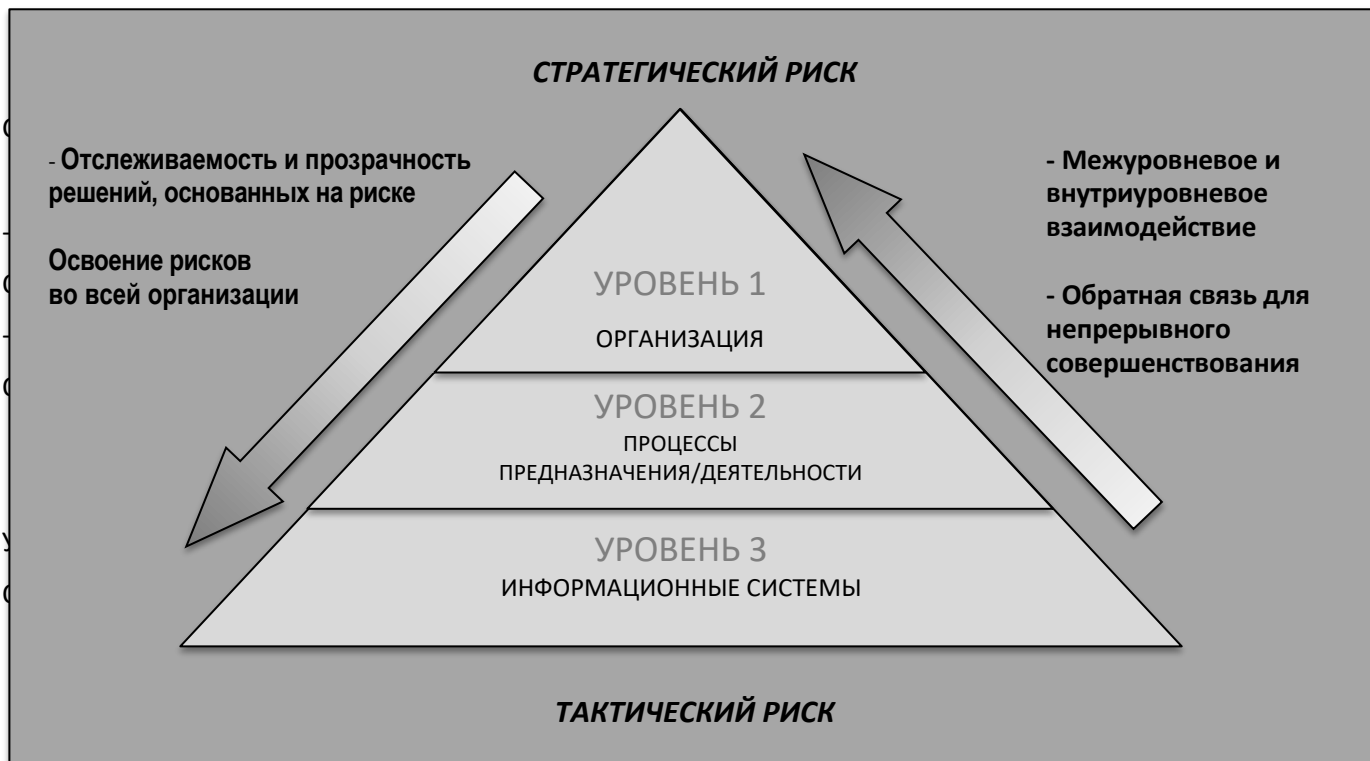 СТРАТЕГИЧЕСКИЙ РИСК
- Отслеживаемость и прозрачность
решений, основанных на риске
Освоение рисков
во всей организации
- Межуровневое и
внутриуровневое
взаимодействие
- Обратная связь для
непрерывного
совершенствования
УРОВЕНЬ 1
ОРГАНИЗАЦИЯ
УРОВЕНЬ 2
ПРОЦЕССЫ
ПРЕДНАЗНАЧЕНИЯ/ДЕЯТЕЛЬНОСТИ
УРОВЕНЬ 3
ИНФОРМАЦИОННЫЕ СИСТЕМЫ
ТАКТИЧЕСКИЙ РИСК